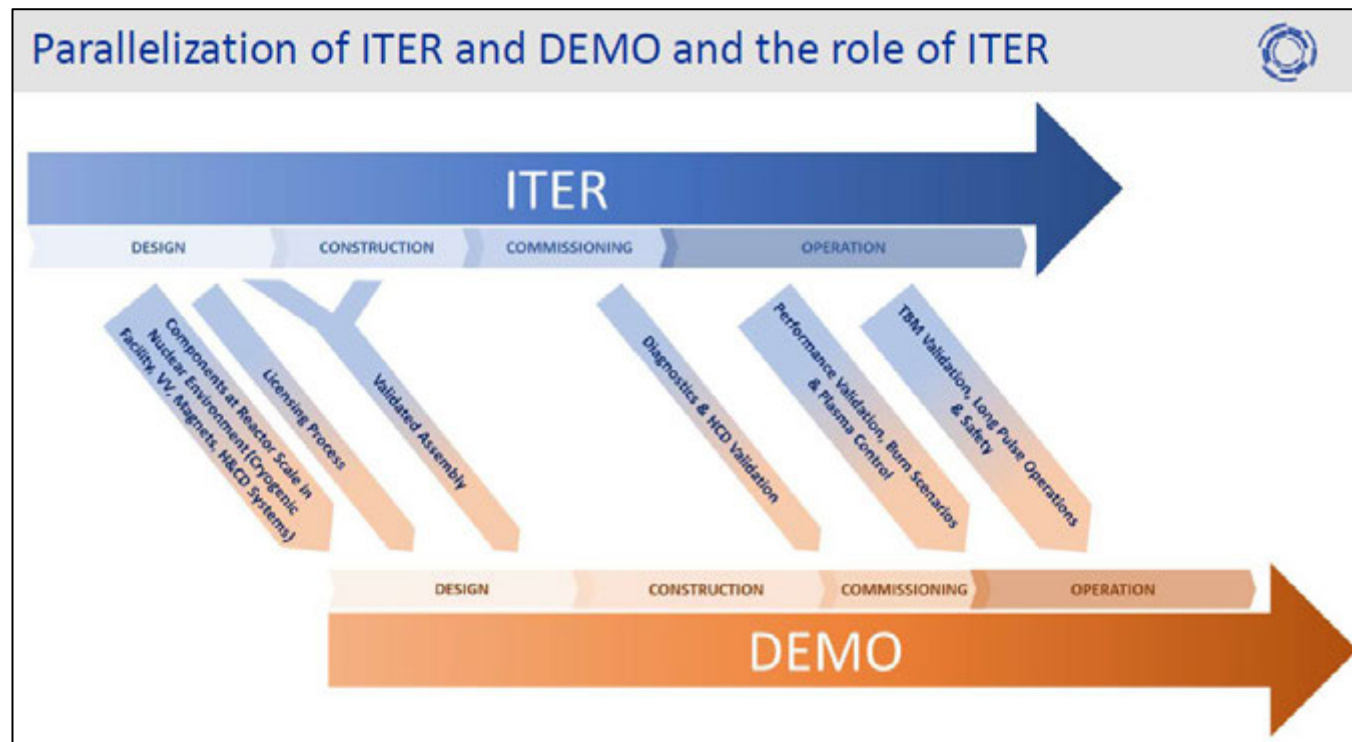 Parallelization of ITER and DEMO and the role of ITER
ITER
DESIGN
CONSTRUCTION
COMMISSIONING
OPERATION
Components at Reactor Scale in
Nuclear Environment (Cryogenic
Facility, VV, Magnets, H&CD Systems)
Licensing Process
Validated Assembly
Diagnostics & HCD Validation
Performance Validation, Burn Scenarios
& Plasma Control
TBM Validation, Long Pulse Operations
& Safety
DESIGN
CONSTRUCTION
COMMISSIONING
OPERATION
DEMO